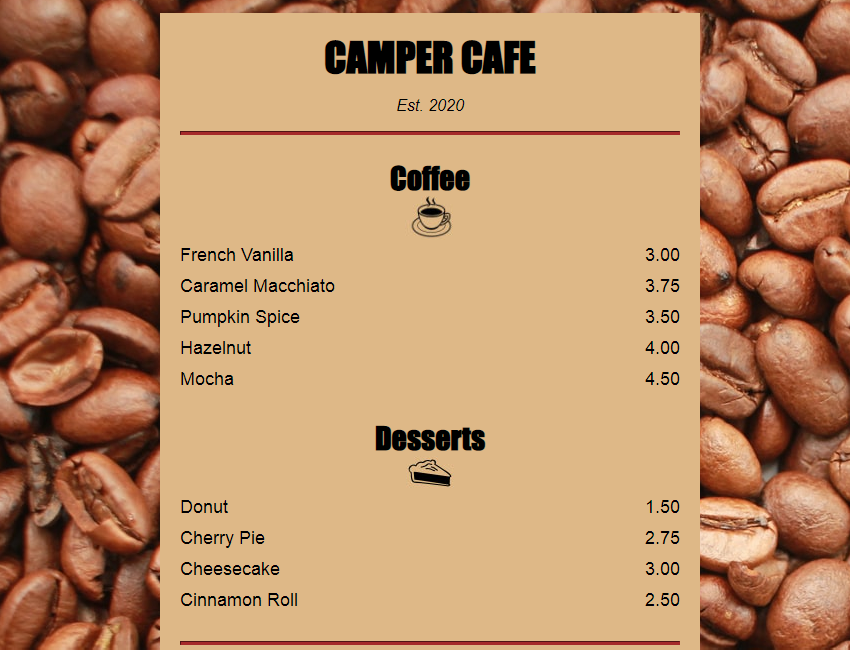 CAMPER CAFE
Est. 2020
Coffee
French Vanilla 3.00
Caramel Macchiato 3.75
Pumpkin Spice 3.50
Hazelnut 4.00
Mocha 4.50
Desserts
Donut 1.50
Cherry Pie 2.75
Cheesecake 3.00
Cinnamon Roll 2.50